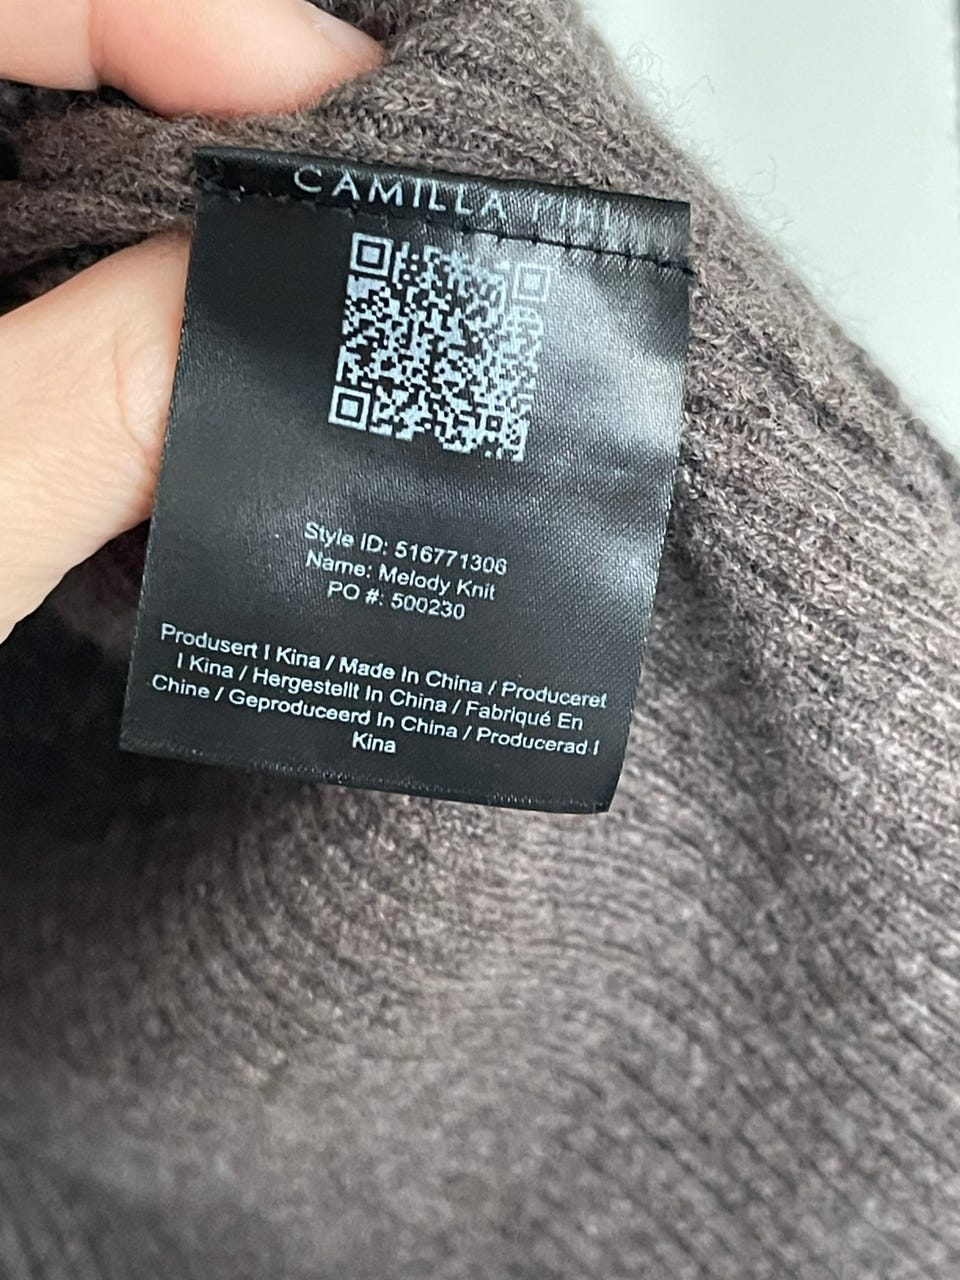 CAMILLA PIHL
Style ID: 516771306
Name: Melody Knit
PO #: 500230
Produsert I Kina / Made In China / Produceret
I Kina / Hergestellt In China / Fabriqué En
Chine / Geproduceerd In China / Producerad I
Kina